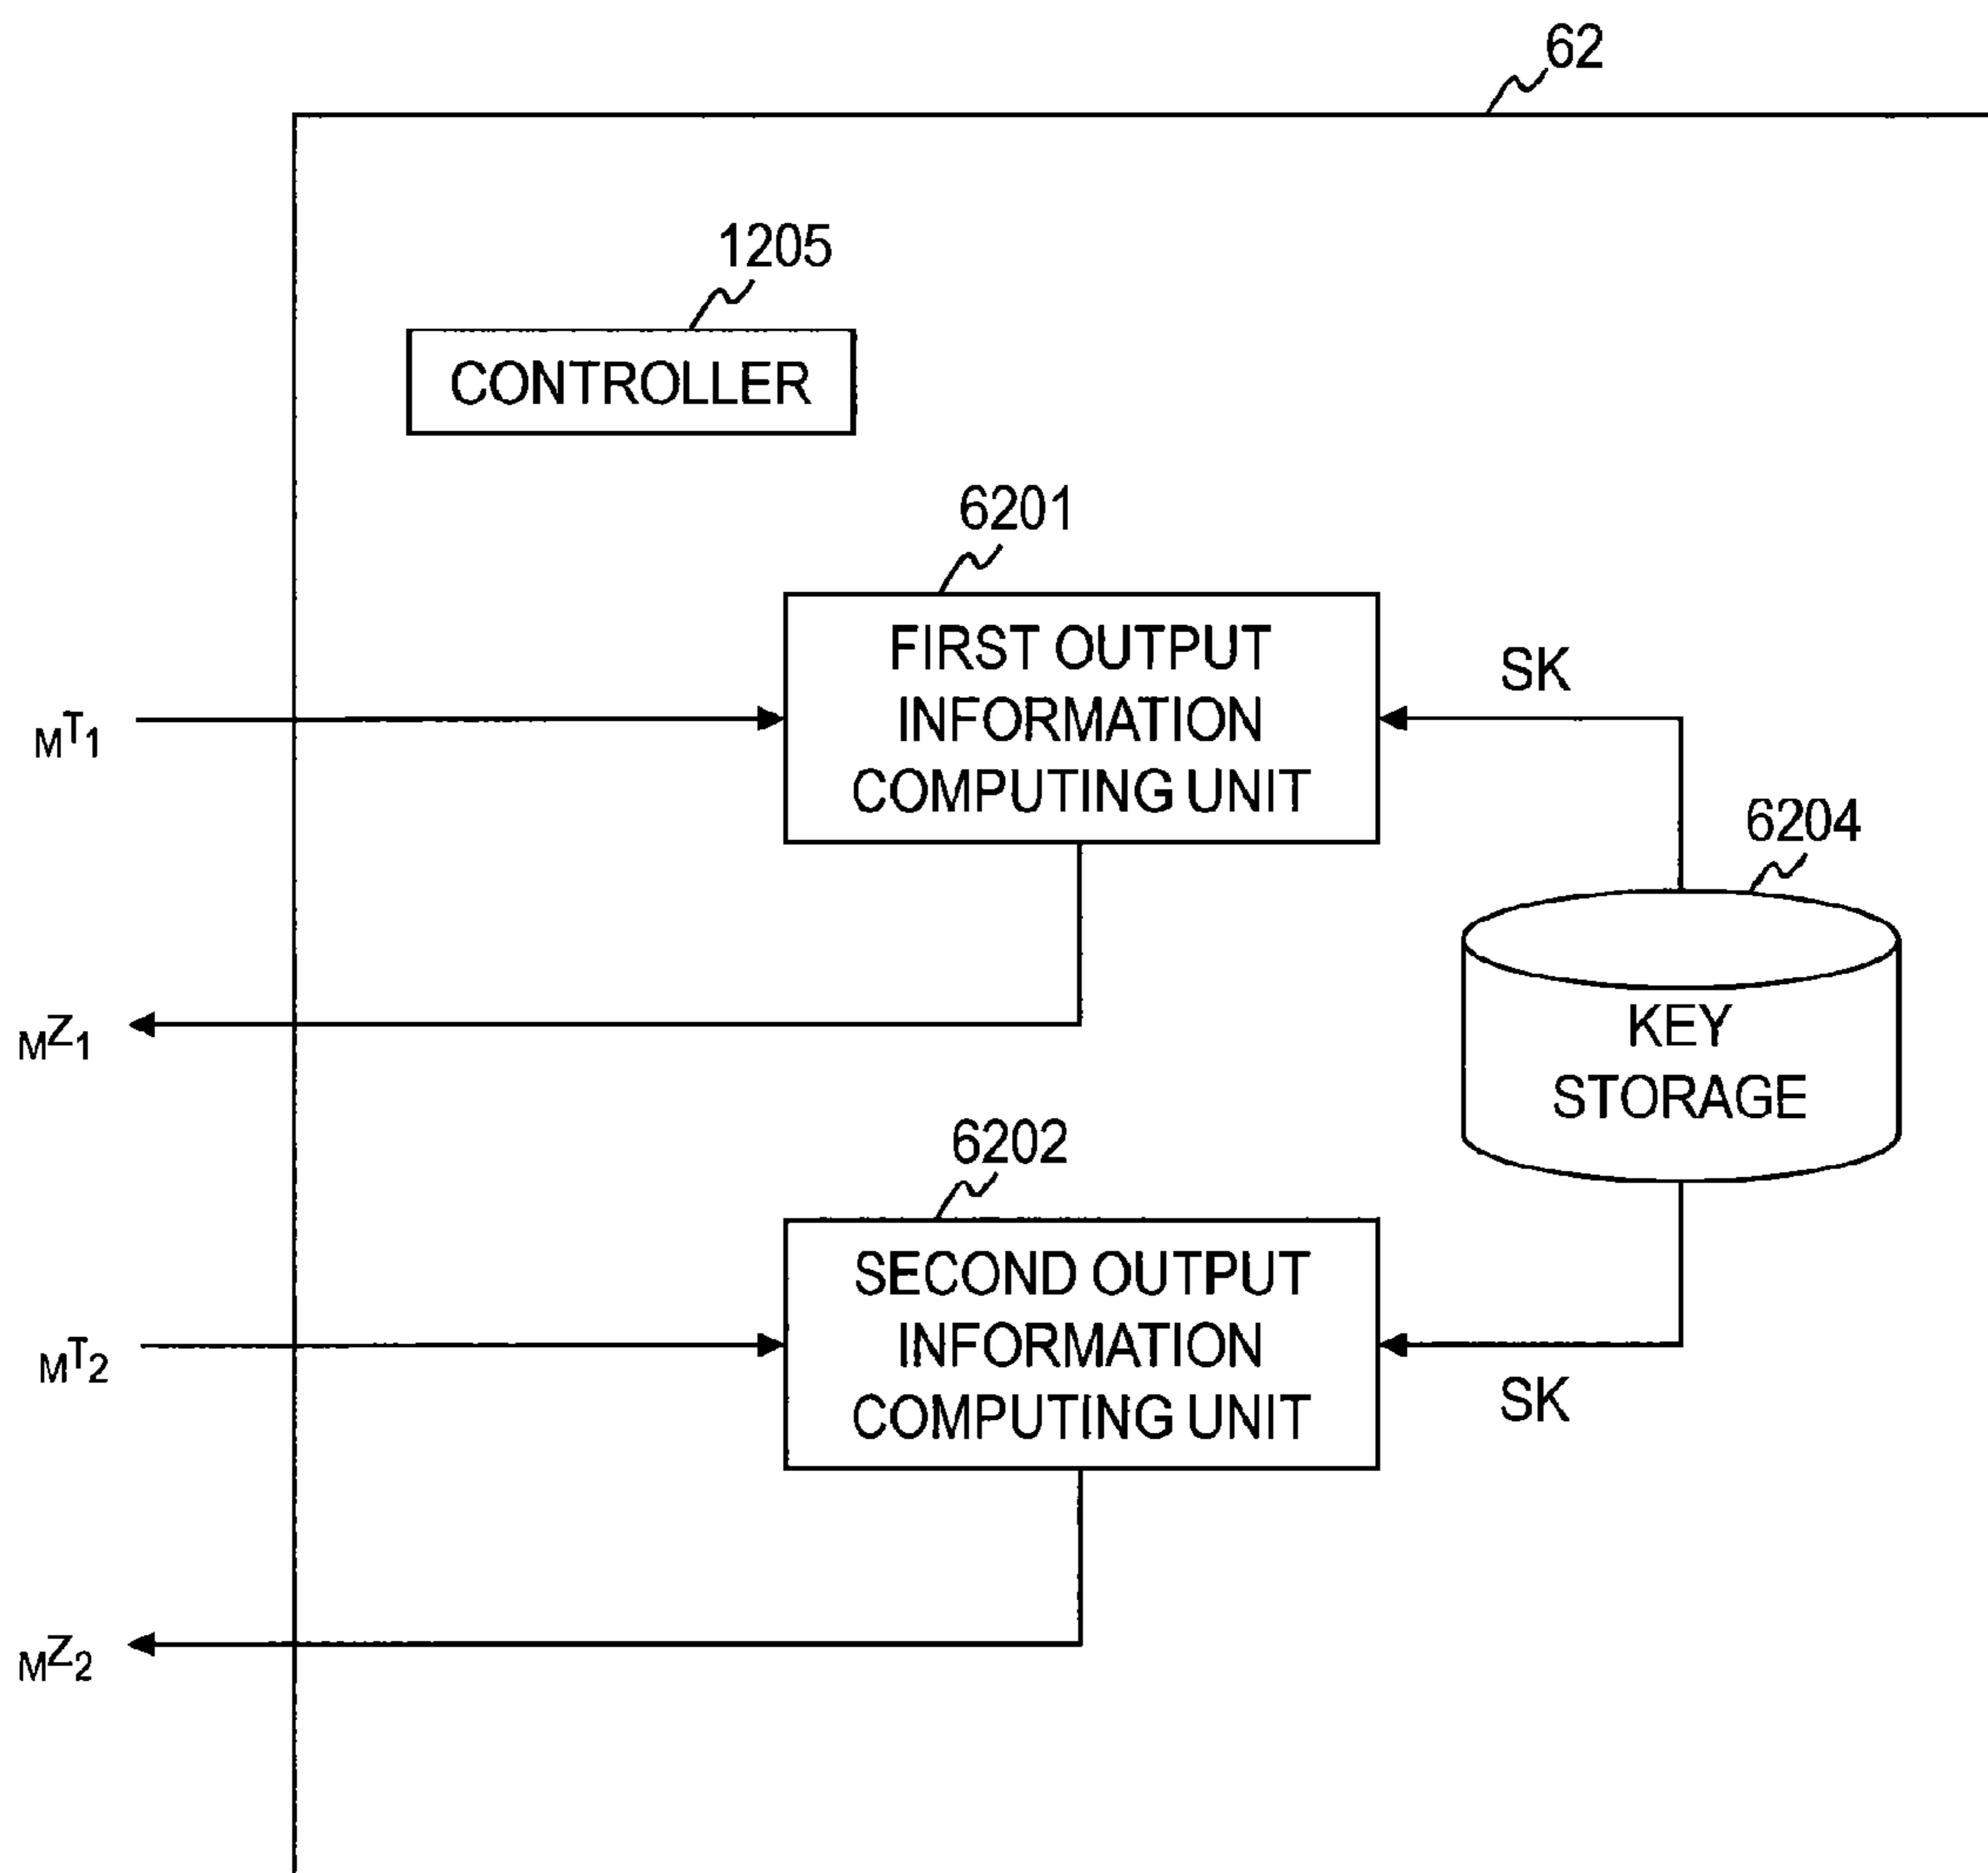 62
1205
CONTROLLER
6201
FIRST OUTPUT
INFORMATION
COMPUTING UNIT
SK
MT1
6204
MZ1
KEY
STORAGE
6202
SECOND OUTPUT
INFORMATION
COMPUTING UNIT
MT2
SK
MZ2